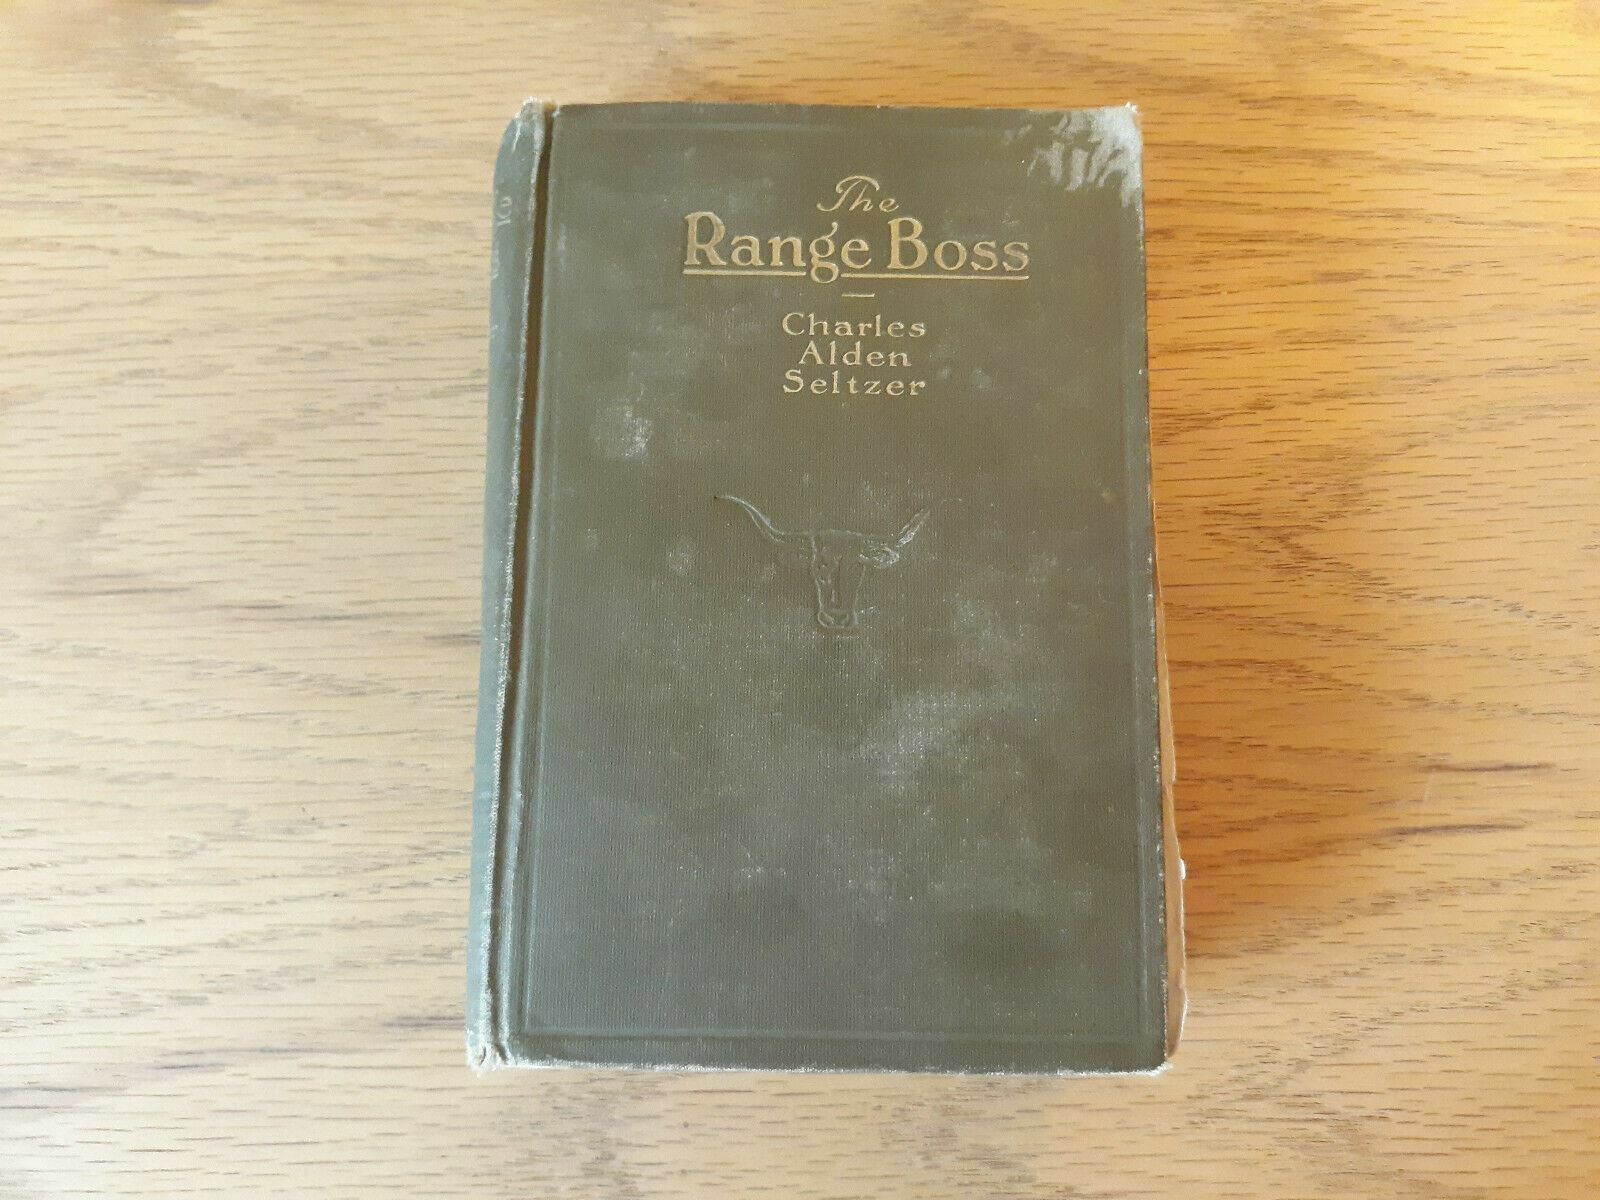 The
Range Boss
Charles
Alden
Seltzer